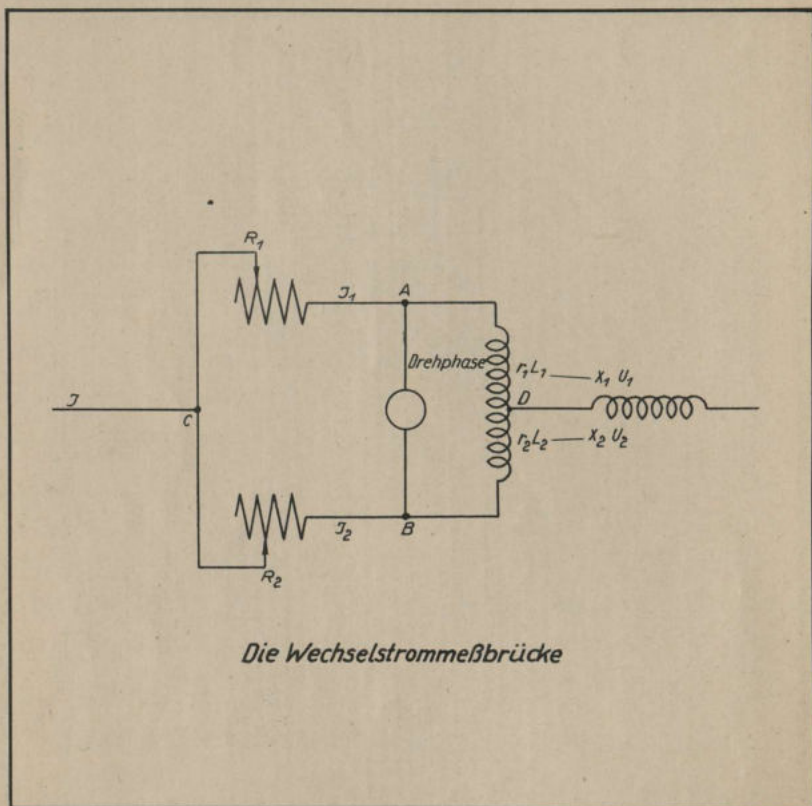 R₁
J₁
A
Drehphase
r₁L₁ — X₁ U₁
J
C
D
r₂L₂ — X₂ U₂
J₂
B
R₂
Die Wechselstrommeßbrücke